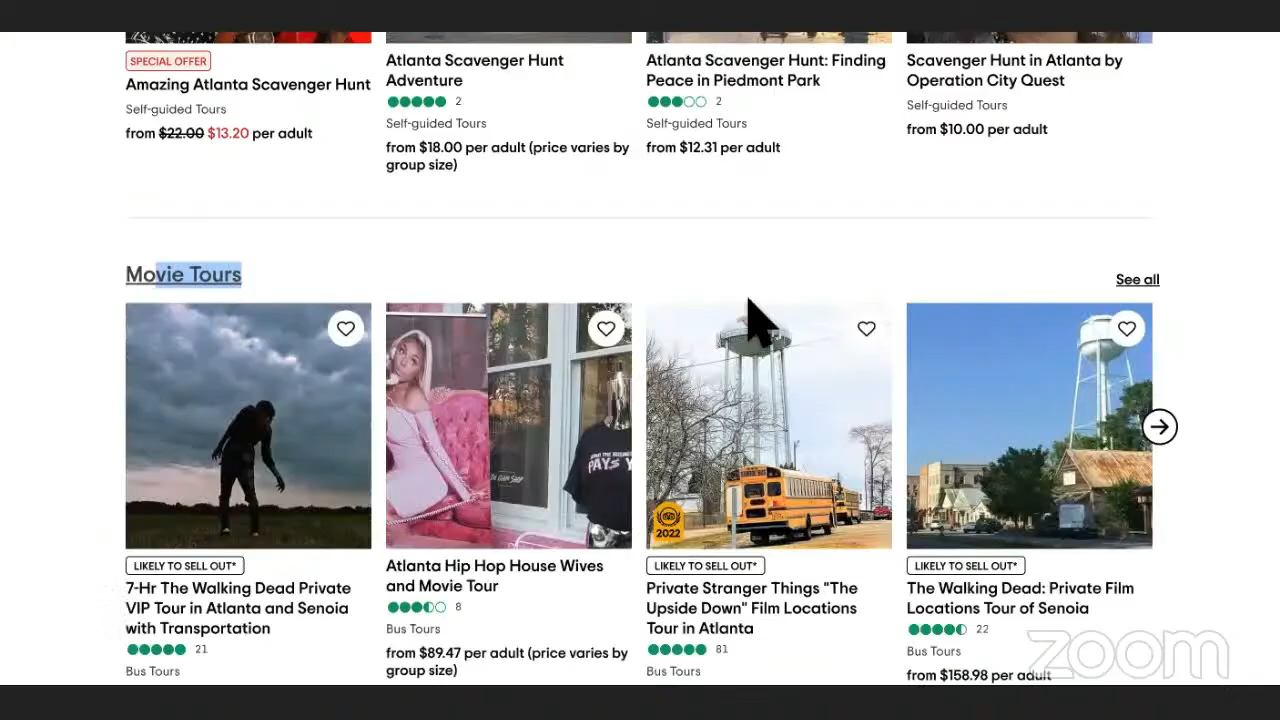 SPECIAL OFFER
Amazing Atlanta Scavenger Hunt
Self-guided Tours
from $22.00 $13.20 per adult
Atlanta Scavenger Hunt
Adventure
2
Self-guided Tours
from $18.00 per adult (price varies by
group size)
Atlanta Scavenger Hunt: Finding
Peace in Piedmont Park
2
Self-guided Tours
from $12.31 per adult
Scavenger Hunt in Atlanta by
Operation City Quest
Self-guided Tours
from $10.00 per adult
Movie Tours
See all
LIKELY TO SELL OUT*
7-Hr The Walking Dead Private
VIP Tour in Atlanta and Senoia
with Transportation
21
Bus Tours
PAYS
Atlanta Hip Hop House Wives
and Movie Tour
8
Bus Tours
from $89.47 per adult (price varies by
group size)
2022
LIKELY TO SELL OUT*
Private Stranger Things "The
Upside Down" Film Locations
Tour in Atlanta
81
Bus Tours
LIKELY TO SELL OUT*
The Walking Dead: Private Film
Locations Tour of Senoia
22
Bus Tours
from $158.98 per adult
zoom